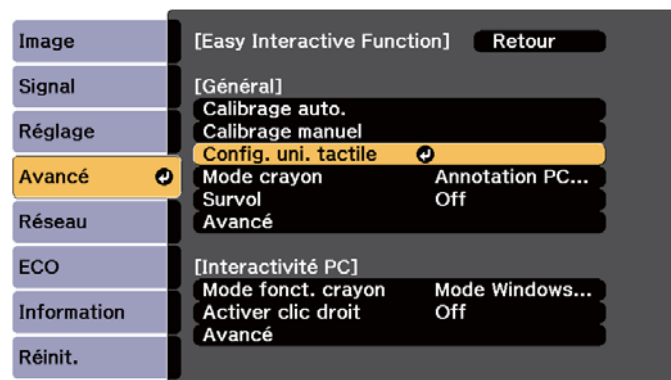 Image
Signal
Réglage
Avancé
Réseau
ECO
Information
Réinit.
[Easy Interactive Function] Retour
[Général]
Calibrage auto.
Calibrage manuel
Config. uni. tactile
Mode crayon Annotation PC...
Survol Off
Avancé
[Interactivité PC]
Mode fonct. crayon Mode Windows...
Activer clic droit Off
Avancé